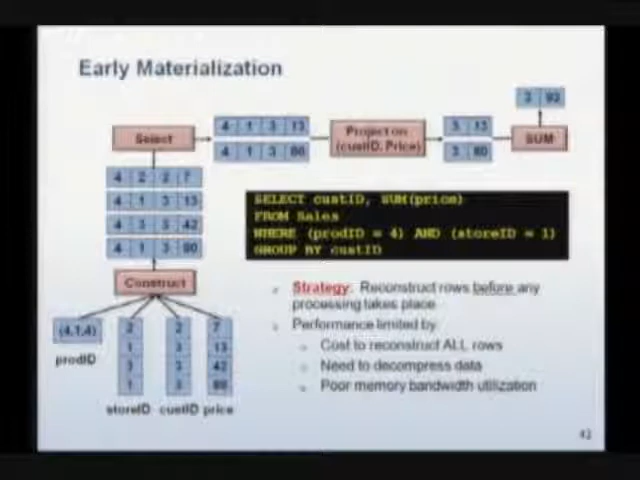 Early Materialization
3 93
4 1 3 13
4 1 3 80
Select
Projection
(custID, Price)
3 13
3 80
SUM
4 2 2 7
4 1 3 13
4 3 3 42
4 1 3 80
SELECT custID, SUM(price)
FROM Sales
WHERE (prodID = 4) AND (storeID = 1)
GROUP BY custID
Construct
Strategy: Reconstruct rows before any
processing takes place
Performance limited by:
Cost to reconstruct ALL rows
Need to decompress data
Poor memory bandwidth utilization
(4,1,4)
prodID
2
1
3
1
storeID
2
3
3
3
custID
7
13
42
80
price